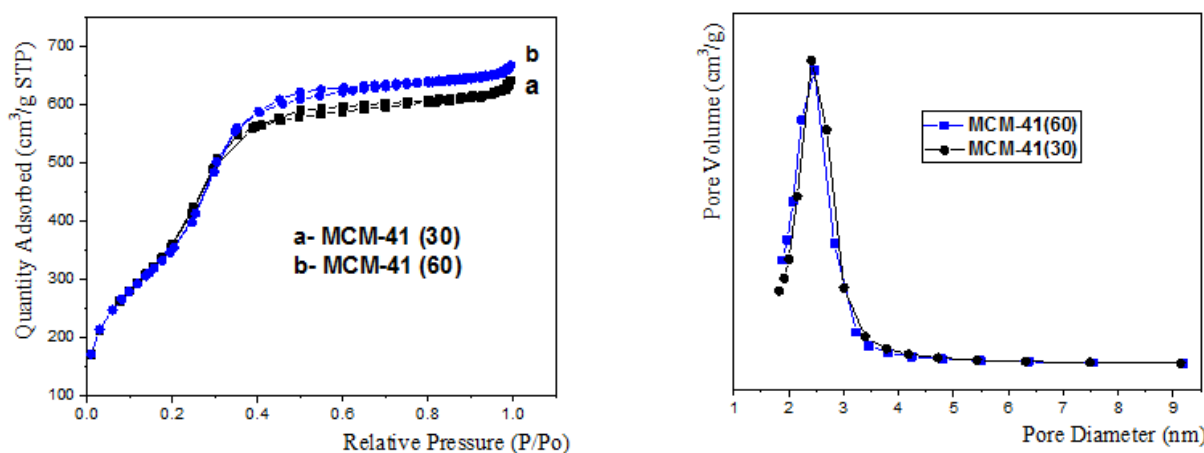 Quantity Adsorbed (cm³/g STP)
700
600
500
400
300
200
100
b
a
a- MCM-41 (30)
b- MCM-41 (60)
0.0 0.2 0.4 0.6 0.8 1.0
Relative Pressure (P/Po)
Pore Volume (cm³/g)
MCM-41(60)
MCM-41(30)
1 2 3 4 5 6 7 8 9
Pore Diameter (nm)